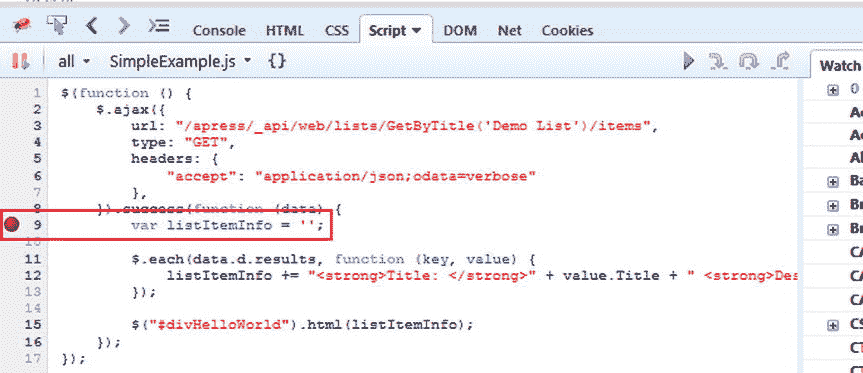 Console HTML CSS Script DOM Net Cookies
all SimpleExample.js {} Watch
1 $(function () {
2 $.ajax({
3 url: "/apress/_api/web/lists/GetByTitle('Demo List')/items",
4 type: "GET",
5 headers: {
6 "accept": "application/json;odata=verbose"
7 },
8 }).success(function (data) {
9 var listItemInfo = '';
10
11 $.each(data.d.results, function (key, value) {
12 listItemInfo += "<strong>Title: </strong>" + value.Title + " <strong>Des
13 });
14
15 $("#divHelloWorld").html(listItemInfo);
16 });
17 });
0
Ac
Ac
Al
Ba
Br
Br
CA
CA
CA
CS
CT